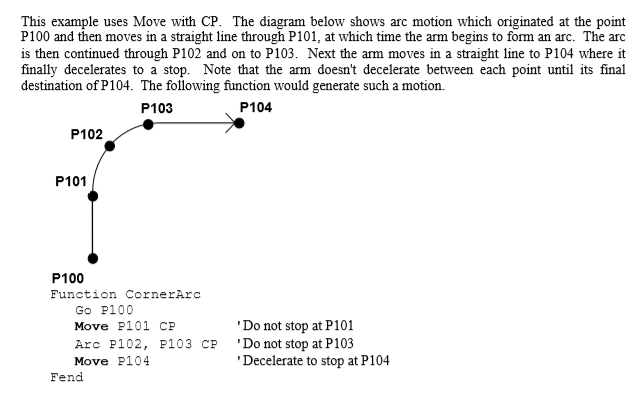 This example uses Move with CP. The diagram below shows arc motion which originated at the point
P100 and then moves in a straight line through P101, at which time the arm begins to form an arc. The arc
is then continued through P102 and on to P103. Next the arm moves in a straight line to P104 where it
finally decelerates to a stop. Note that the arm doesn't decelerate between each point until its final
destination of P104. The following function would generate such a motion.
P103 P104
P102
P101
P100
Function CornerArc
Go P100
Move P101 CP 'Do not stop at P101
Arc P102, P103 CP 'Do not stop at P103
Move P104 'Decelerate to stop at P104
Fend